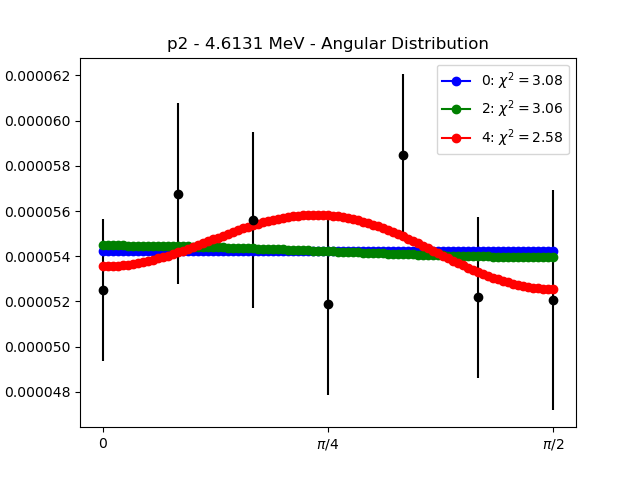 p2 - 4.6131 MeV - Angular Distribution
0.000062
0.000060
0.000058
0.000056
0.000054
0.000052
0.000050
0.000048
0: χ² = 3.08
2: χ² = 3.06
4: χ² = 2.58
0
π/4
π/2